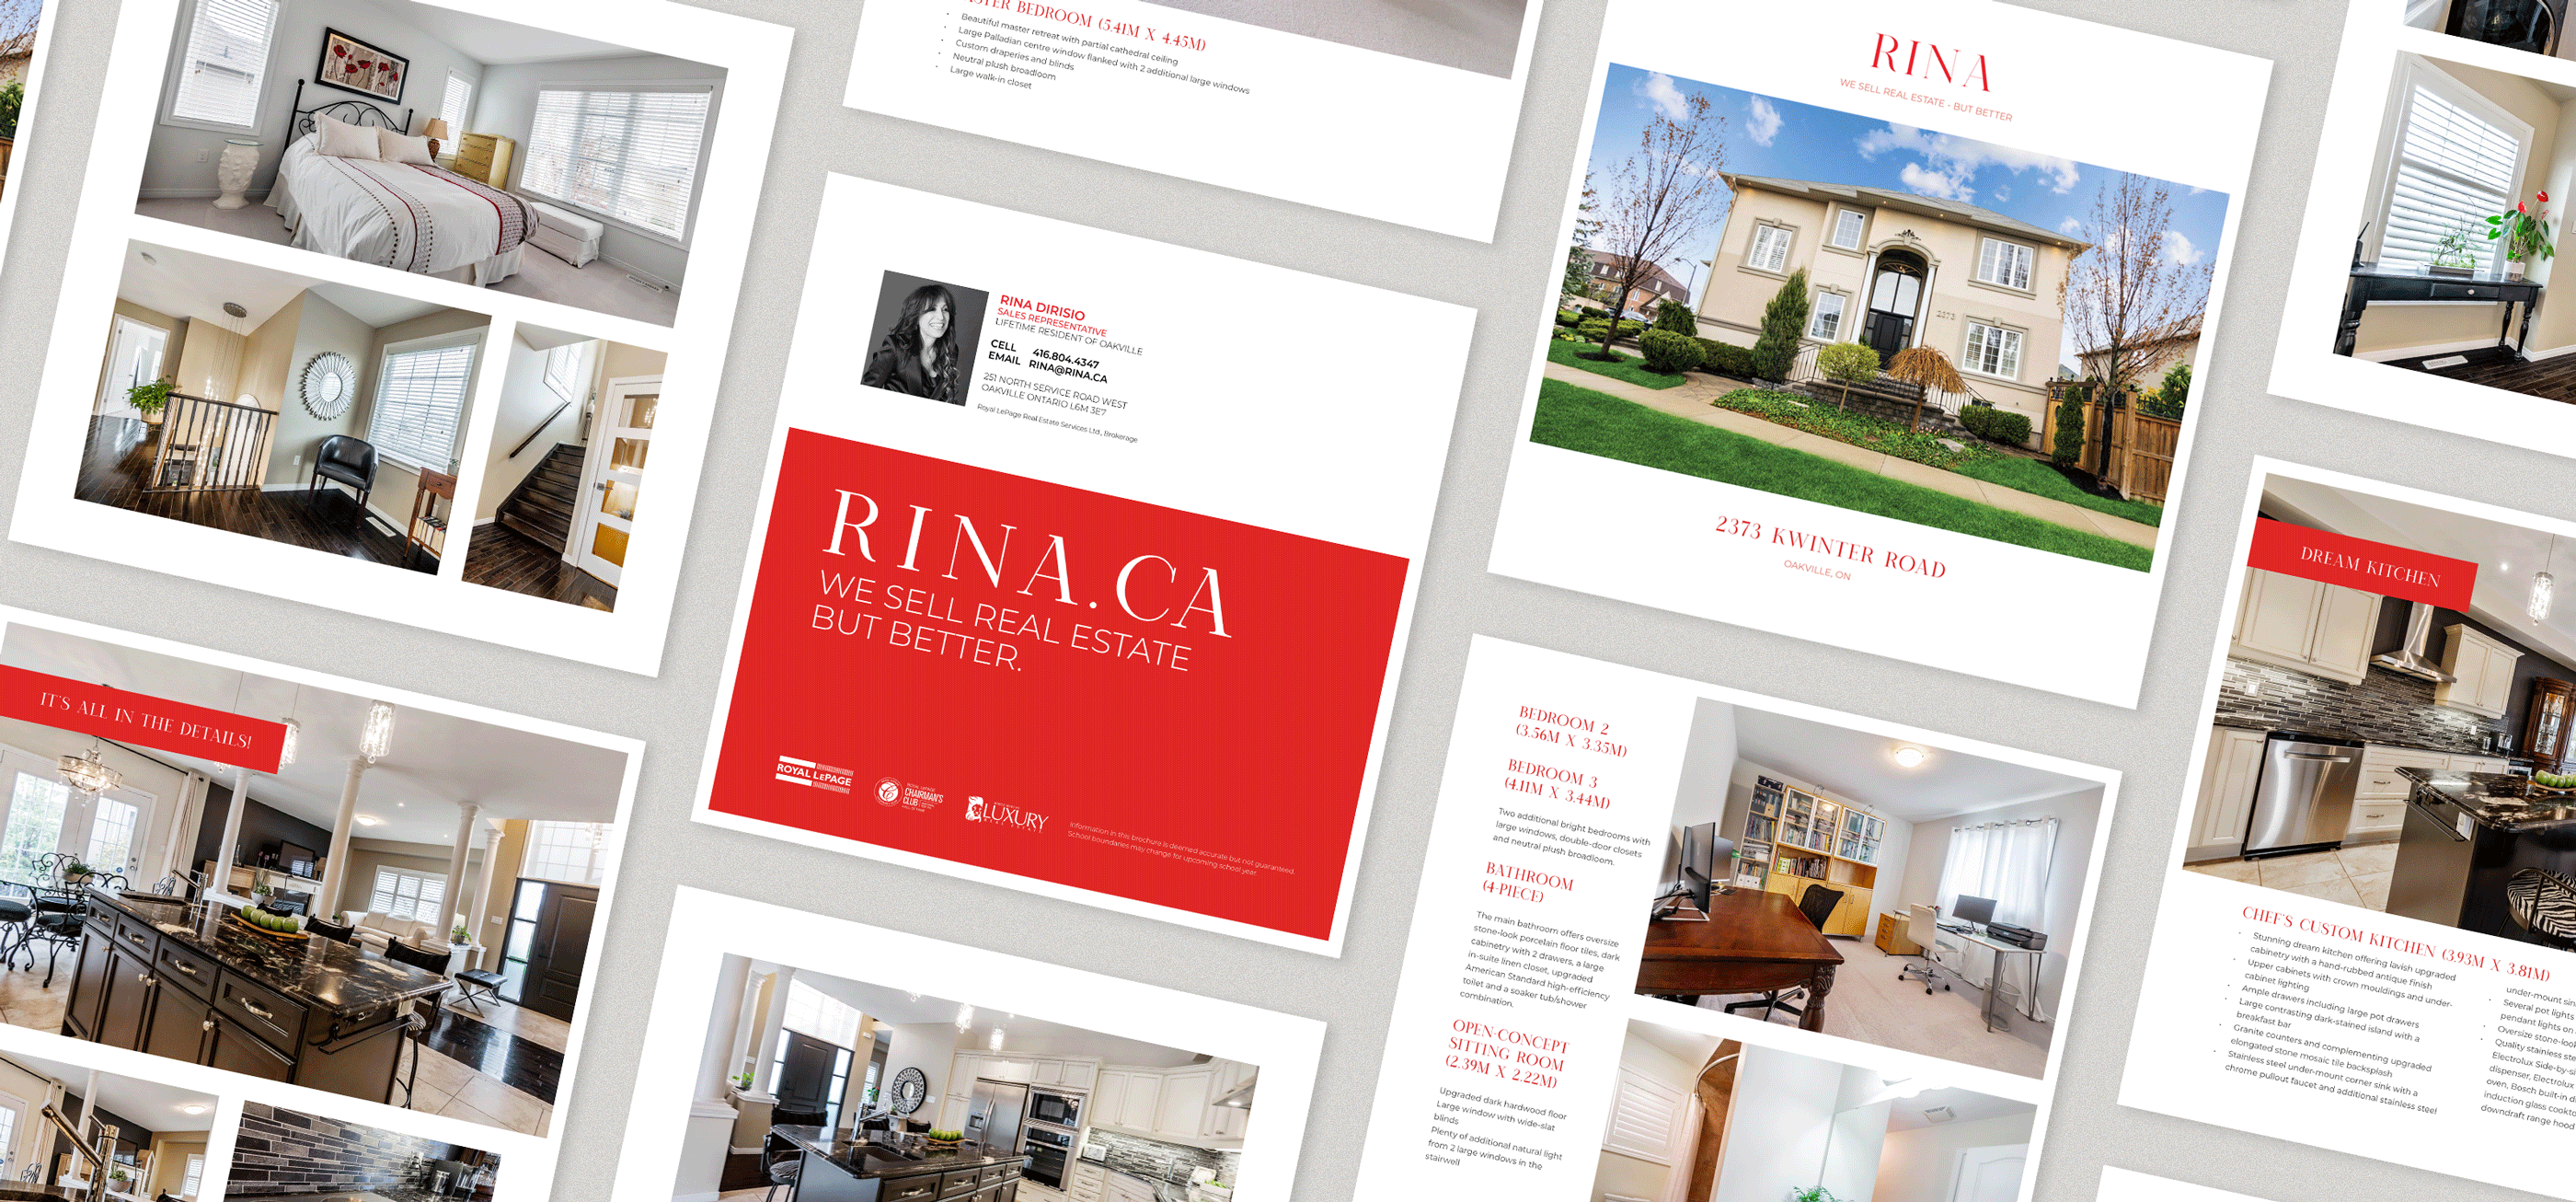 MASTER BEDROOM (5.41M X 4.45M)
Beautiful master retreat with partial cathedral ceiling
Large Palladian centre window flanked with 2 additional large windows
Custom draperies and blinds
Neutral plush broadloom
Large walk-in closet
RINA DIRISIO
SALES REPRESENTATIVE
LIFETIME RESIDENT OF OAKVILLE
CELL 416.804.4347
EMAIL RINA@RINA.CA
251 NORTH SERVICE ROAD WEST
OAKVILLE ONTARIO L6M 3E7
Royal LePage Real Estate Services Ltd., Brokerage
RINA.CA
WE SELL REAL ESTATE
BUT BETTER.
ROYAL LEPAGE
CHAIRMAN'S
CLUB
LUXURY
Information in this brochure is deemed accurate but not guaranteed.
School boundaries may change for upcoming school year.
RINA
WE SELL REAL ESTATE - BUT BETTER
2373
2373 KWINTER ROAD
OAKVILLE, ON
IT'S ALL IN THE DETAILS!
BEDROOM 2
(3.56M X 3.35M)
BEDROOM 3
(4.11M X 3.44M)
Two additional bright bedrooms with
large windows, double-door closets
and neutral plush broadloom.
BATHROOM
(4-PIECE)
The main bathroom offers oversize
stone-look porcelain floor tiles, dark
cabinetry with 2 drawers, a large
in-suite linen closet, upgraded
American Standard high-efficiency
toilet and a soaker tub/shower
combination.
OPEN-CONCEPT
SITTING ROOM
(2.39M X 2.22M)
Upgraded dark hardwood floor
Large window with wide-slat
blinds
Plenty of additional natural light
from 2 large windows in the
stairwell
DREAM KITCHEN
CHEF'S CUSTOM KITCHEN (3.93M X 3.81M)
Stunning dream kitchen offering lavish upgraded
cabinetry with a hand-rubbed antique finish
Upper cabinets with crown mouldings and under-
cabinet lighting
Ample drawers including large pot drawers
Large contrasting dark-stained island with a
breakfast bar
Granite counters and complementing upgraded
elongated stone mosaic tile backsplash
Stainless steel under-mount corner sink with a
chrome pullout faucet and additional stainless steel
under-mount sin
Several pot lights
pendant lights on
Oversize stone-look
Quality stainless ste
Electrolux Side-by-si
dispenser, Electrolux
oven, Bosch built-in d
induction glass cookto
downdraft range hood